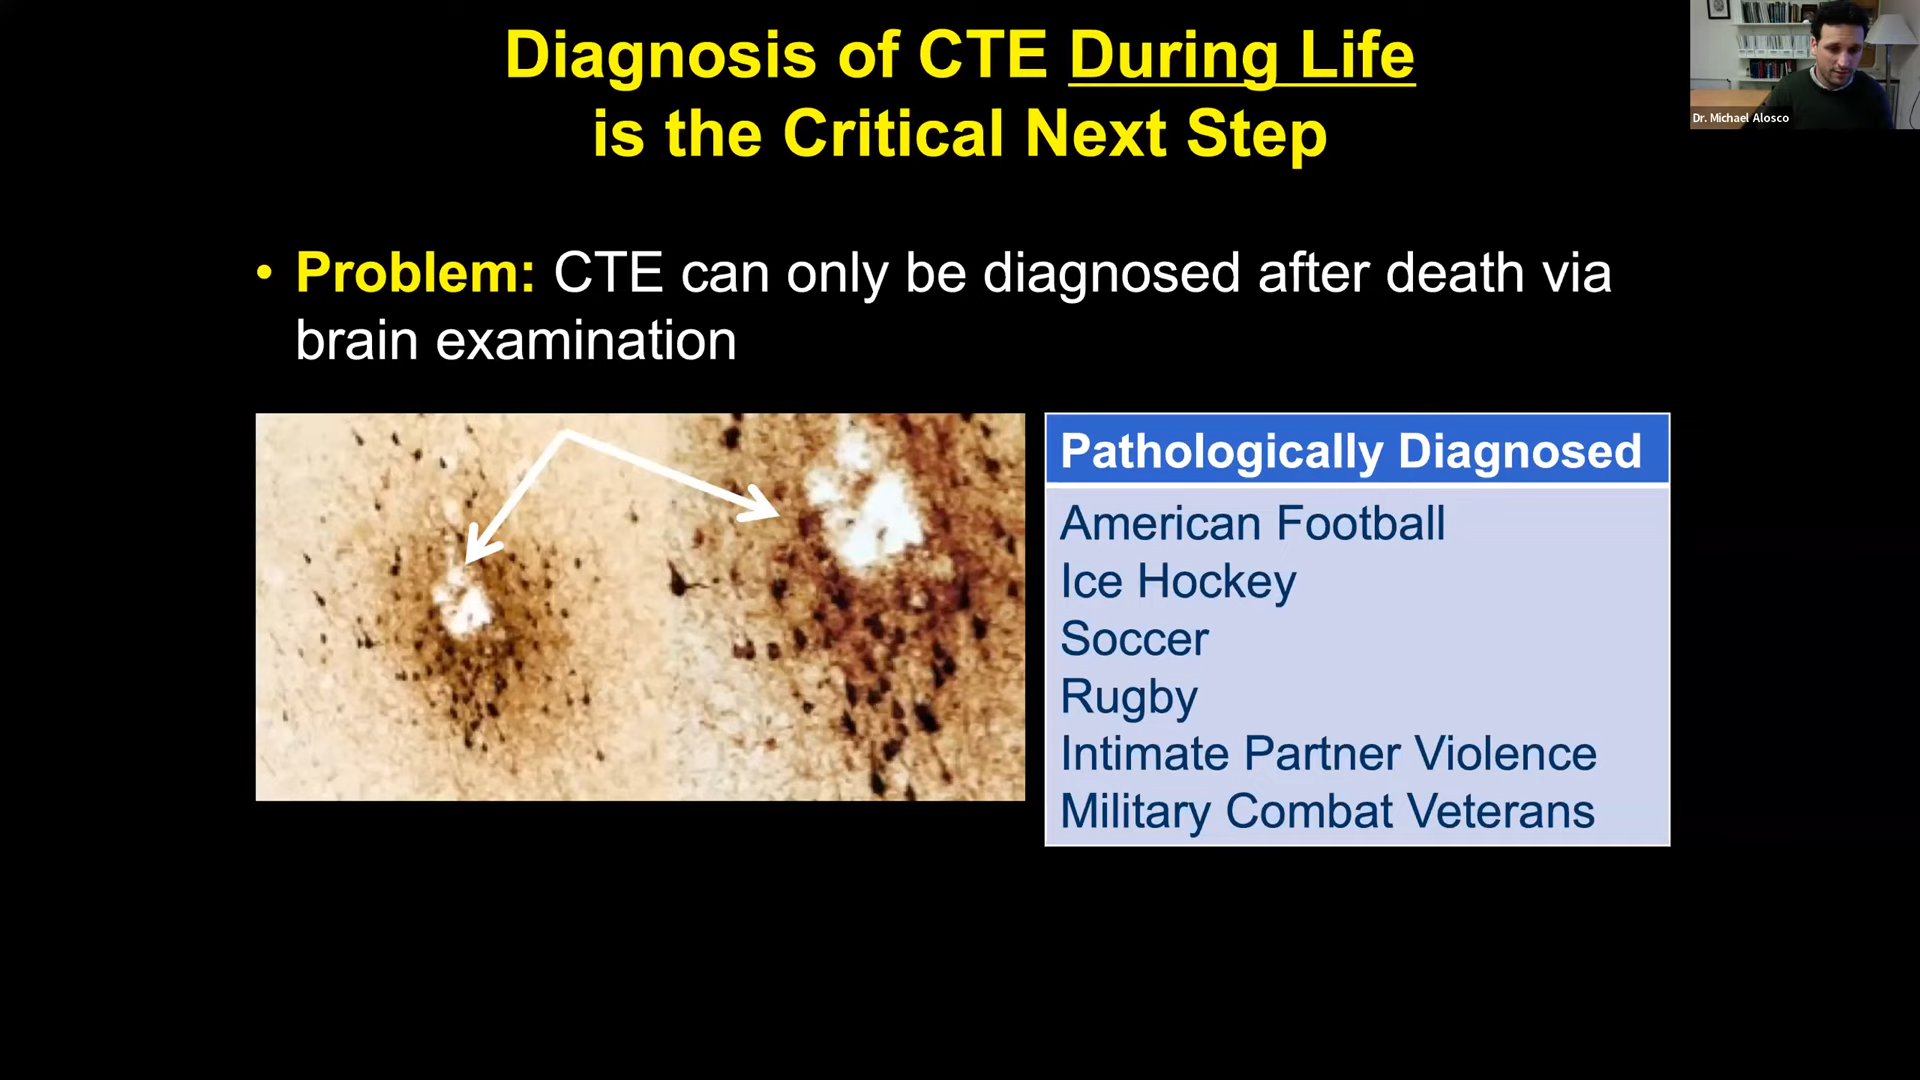 Diagnosis of CTE During Life
is the Critical Next Step
Dr. Michael Alosco
• Problem: CTE can only be diagnosed after death via
brain examination
Pathologically Diagnosed
American Football
Ice Hockey
Soccer
Rugby
Intimate Partner Violence
Military Combat Veterans